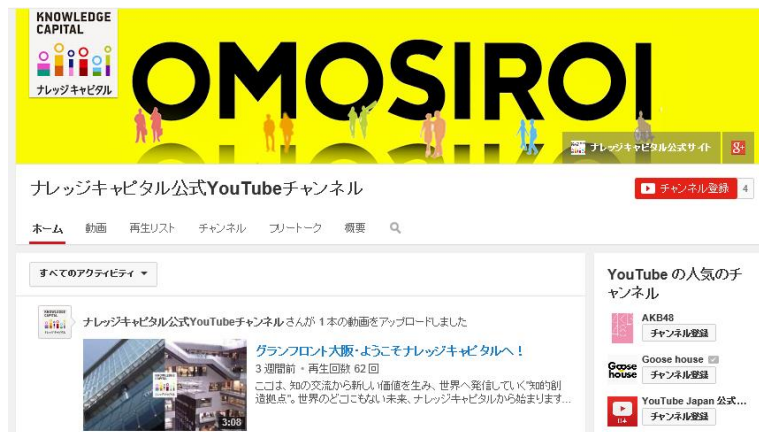 KNOWLEDGE
CAPITAL
ナレッジキャピタル
OMOSIROI
ナレッジキャピタル公式サイト
g+
ナレッジキャピタル公式YouTubeチャンネル
チャンネル登録 4
ホーム 動画 再生リスト チャンネル フリートーク 概要
すべてのアクティビティ
ナレッジキャピタル公式YouTubeチャンネル さんが 1 本の動画をアップロードしました
グランフロント大阪・ようこそナレッジキャピタルへ！
3 週間前・再生回数 62 回
ここは、知の交流から新しい価値を生み、世界へ発信していく"知的創
造拠点"。世界のどこにもない未来、ナレッジキャピタルから始まります...
3:08
YouTube の人気のチ
ャンネル
AKB48
チャンネル登録
Goose house
Goose
house
チャンネル登録
YouTube Japan 公式...
チャンネル登録